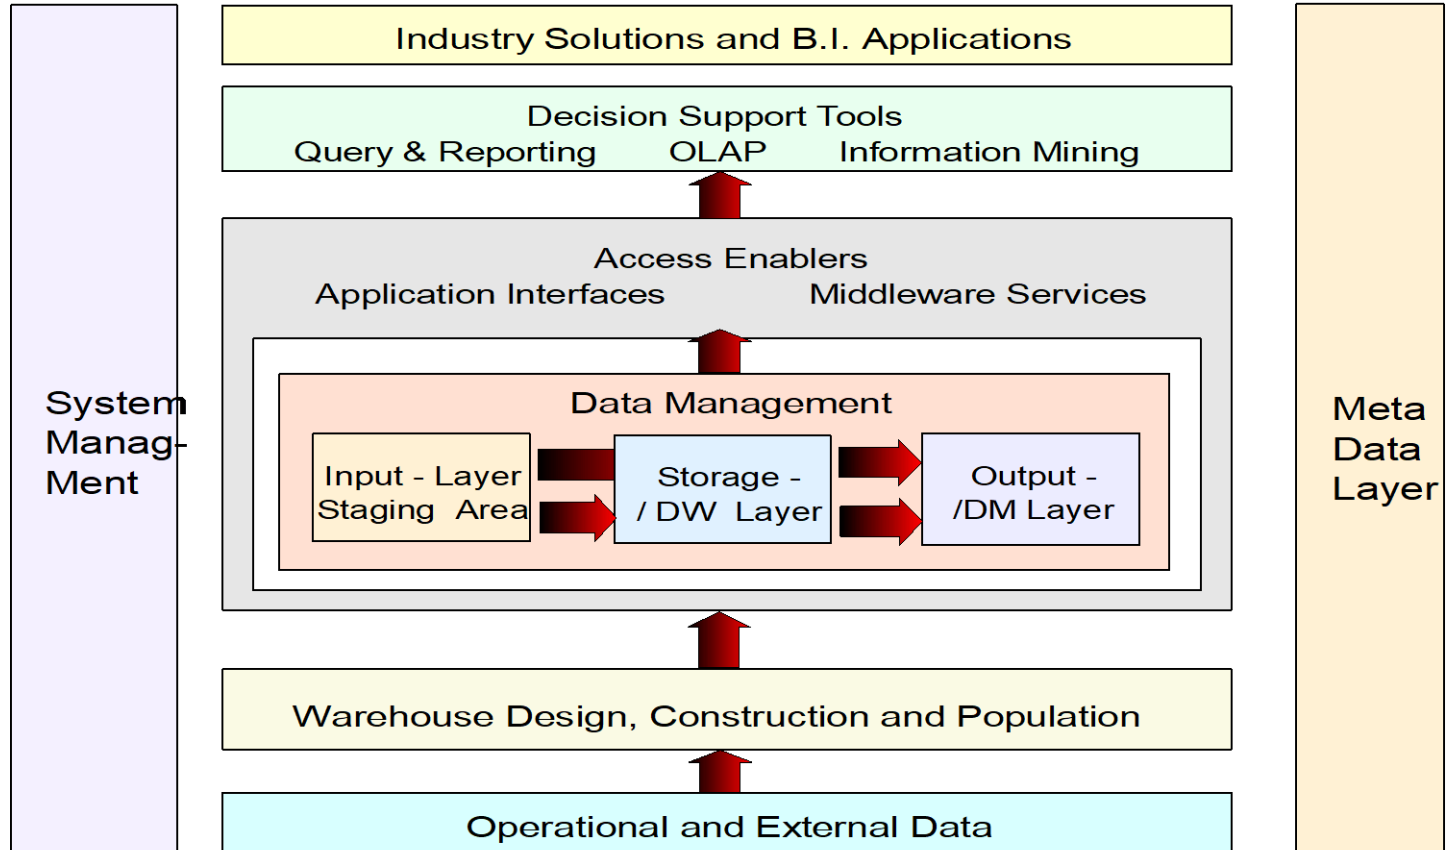 Industry Solutions and B.I. Applications
Decision Support Tools
Query & Reporting OLAP Information Mining
Access Enablers
Application Interfaces Middleware Services
System
Manag-
Ment
Data Management
Input - Layer
Staging Area
Storage -
/ DW Layer
Output -
/DM Layer
Meta
Data
Layer
Warehouse Design, Construction and Population
Operational and External Data